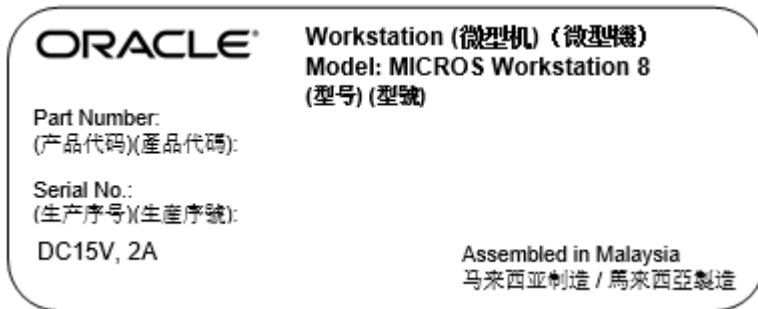 ORACLE
Workstation (微型机)（微型機）
Model: MICROS Workstation 8
(型号) (型號)
Part Number:
(产品代码)(產品代碼):
Serial No.:
(生产序号)(生産序號):
DC15V, 2A
Assembled in Malaysia
马来西亚制造 / 馬來西亞製造